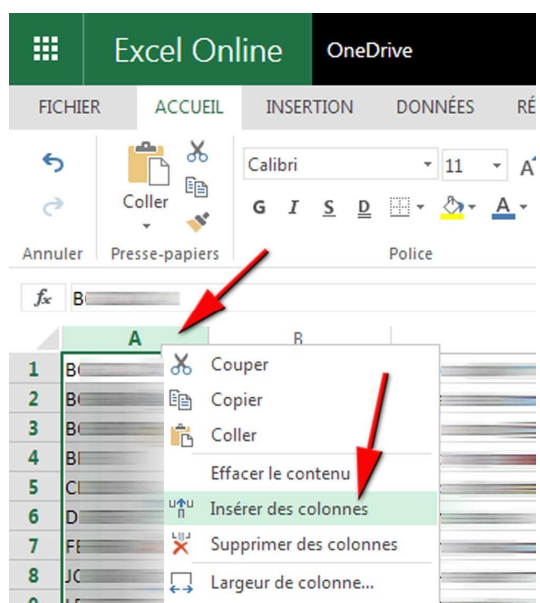 Excel Online OneDrive
FICHIER ACCUEIL INSERTION DONNÉES RÉ
Calibri 11 A
Coller G I S D A
Annuler Presse-papiers Police
fx B
A B
1 B
2 B
3 B
4 B
5 C
6 D
7 F
8 J
9
Couper
Copier
Coller
Effacer le contenu
Insérer des colonnes
Supprimer des colonnes
Largeur de colonne...